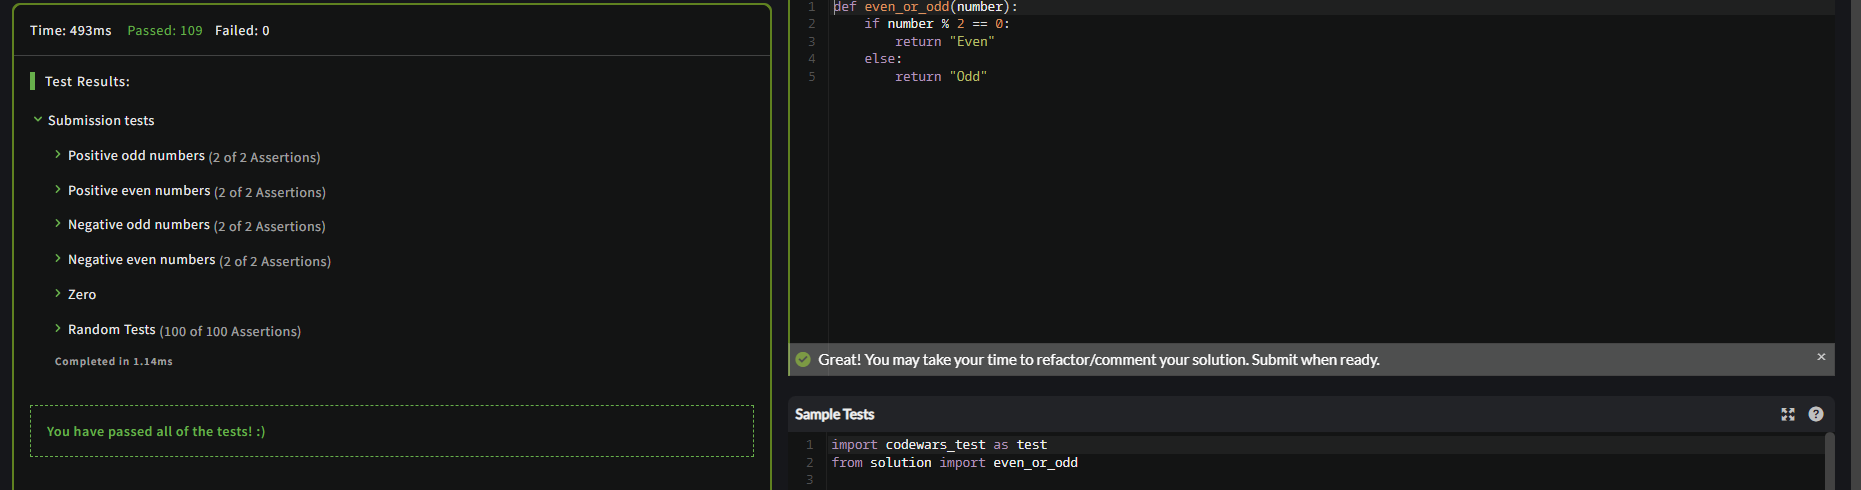 Time: 493ms Passed: 109 Failed: 0
Test Results:
Submission tests
Positive odd numbers (2 of 2 Assertions)
Positive even numbers (2 of 2 Assertions)
Negative odd numbers (2 of 2 Assertions)
Negative even numbers (2 of 2 Assertions)
Zero
Random Tests (100 of 100 Assertions)
Completed in 1.14ms
You have passed all of the tests! :)
1 def even_or_odd(number):
2     if number % 2 == 0:
3         return "Even"
4     else:
5         return "Odd"
Great! You may take your time to refactor/comment your solution. Submit when ready. ×
Sample Tests ?
1 import codewars_test as test
2 from solution import even_or_odd
3